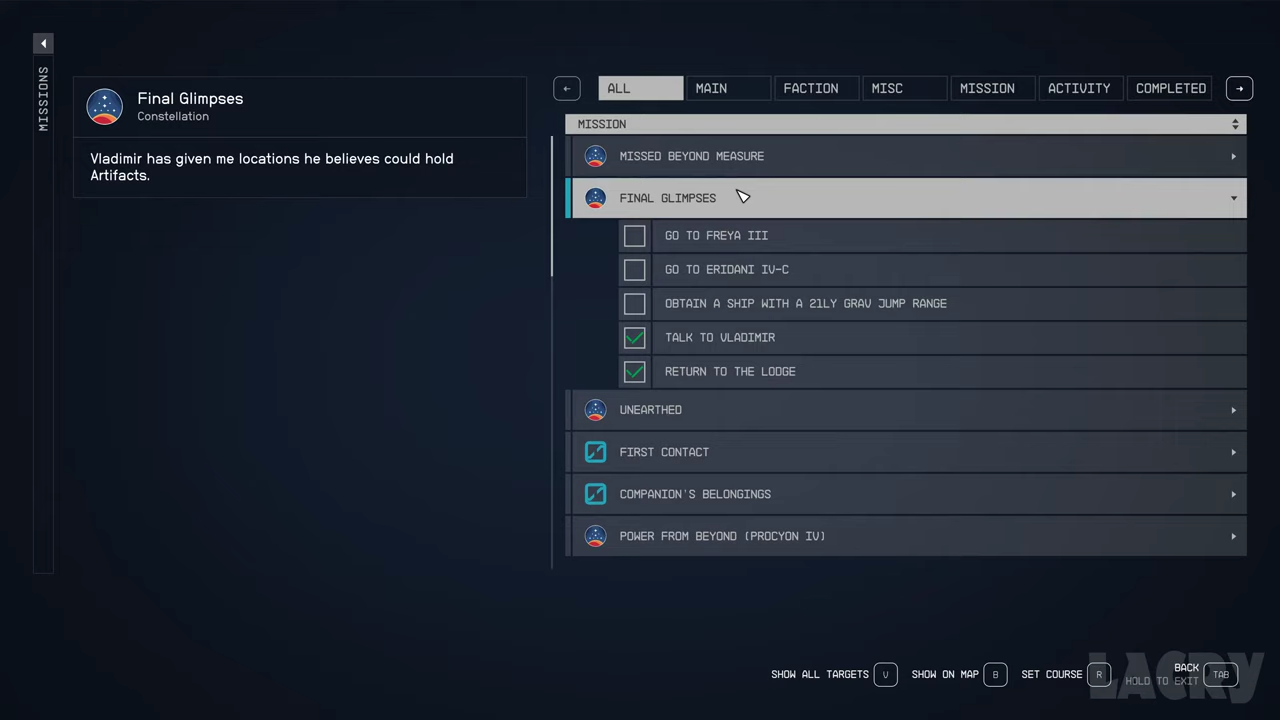 MISSIONS
Final Glimpses
Constellation
Vladimir has given me locations he believes could hold
Artifacts.
ALL
MAIN
FACTION
MISC
MISSION
ACTIVITY
COMPLETED
MISSION
MISSED BEYOND MEASURE
FINAL GLIMPSES
GO TO FREYA III
GO TO ERIDANI IV-C
OBTAIN A SHIP WITH A 21LY GRAV JUMP RANGE
TALK TO VLADIMIR
RETURN TO THE LODGE
UNEARTHED
FIRST CONTACT
COMPANION'S BELONGINGS
POWER FROM BEYOND (PROCYON IV)
SHOW ALL TARGETS V
SHOW ON MAP B
SET COURSE R
BACK
HOLD TO EXIT
TAB
LACRY